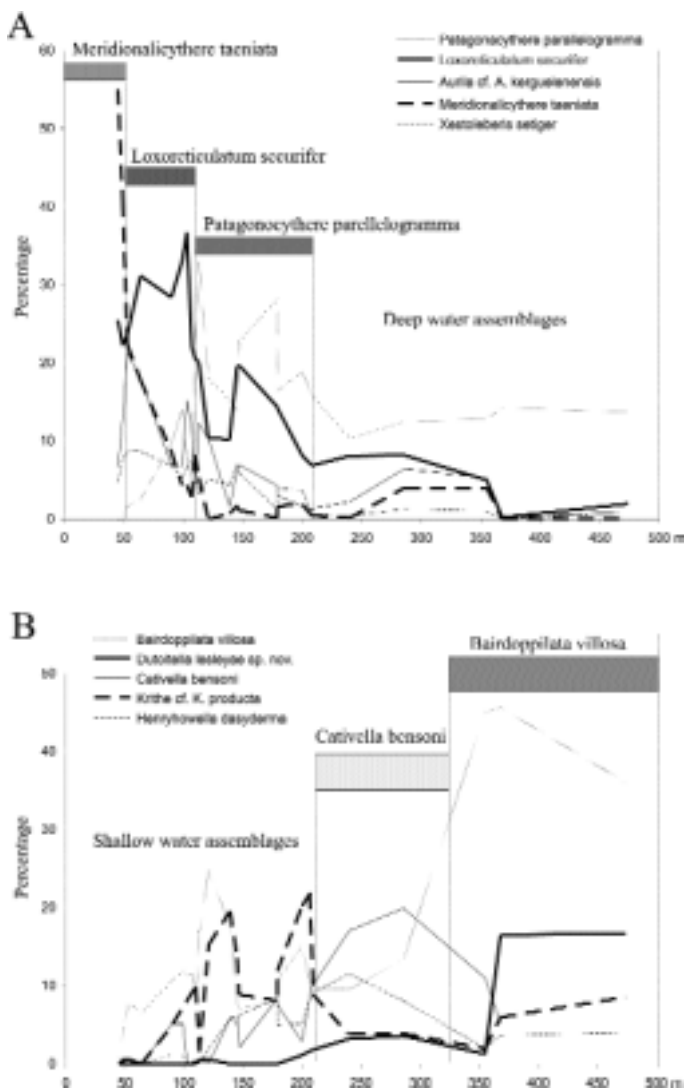 A
Patagonacythere parallelogramma
Loxoreticulatum securifer
Aurila cf. A. kerguelenensis
Meridionalicythere taeniata
Xestoleberis setiger
Meridionalicythere taeniata
Loxoreticulatum securifer
Patagonocythere parellelogramma
Deep water assemblages
Percentage
60
50
40
30
20
10
0
0 50 100 150 200 250 300 350 400 450 500 m
B
Bairdoppilata villosa
Dutoitella lesleyae sp. nov.
Cativella bensoni
Krithe cf. K. producta
Henryhowella dasyderma
Bairdoppilata villosa
Cativella bensoni
Shallow water assemblages
Percentage
50
40
30
20
10
0
0 50 100 150 200 250 300 350 400 450 500 m